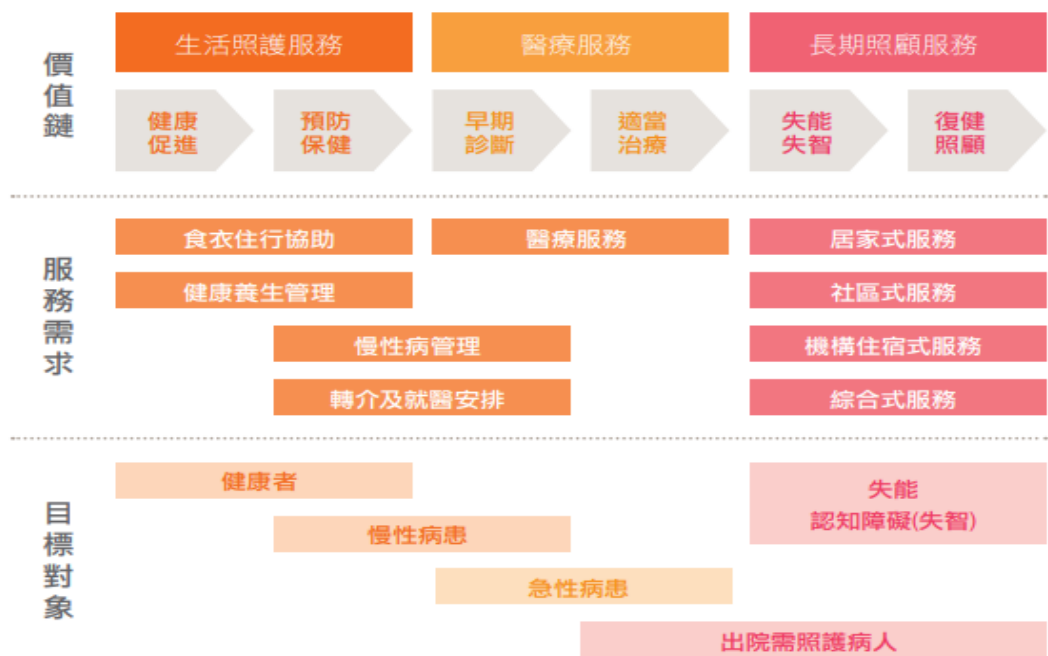 價值鏈
生活照護服務
醫療服務
長期照顧服務
健康
促進
預防
保健
早期
診斷
適當
治療
失能
失智
復健
照顧
服務需求
食衣住行協助
醫療服務
居家式服務
健康養生管理
社區式服務
慢性病管理
機構住宿式服務
轉介及就醫安排
綜合式服務
目標對象
健康者
失能
認知障礙(失智)
慢性病患
急性病患
出院需照護病人